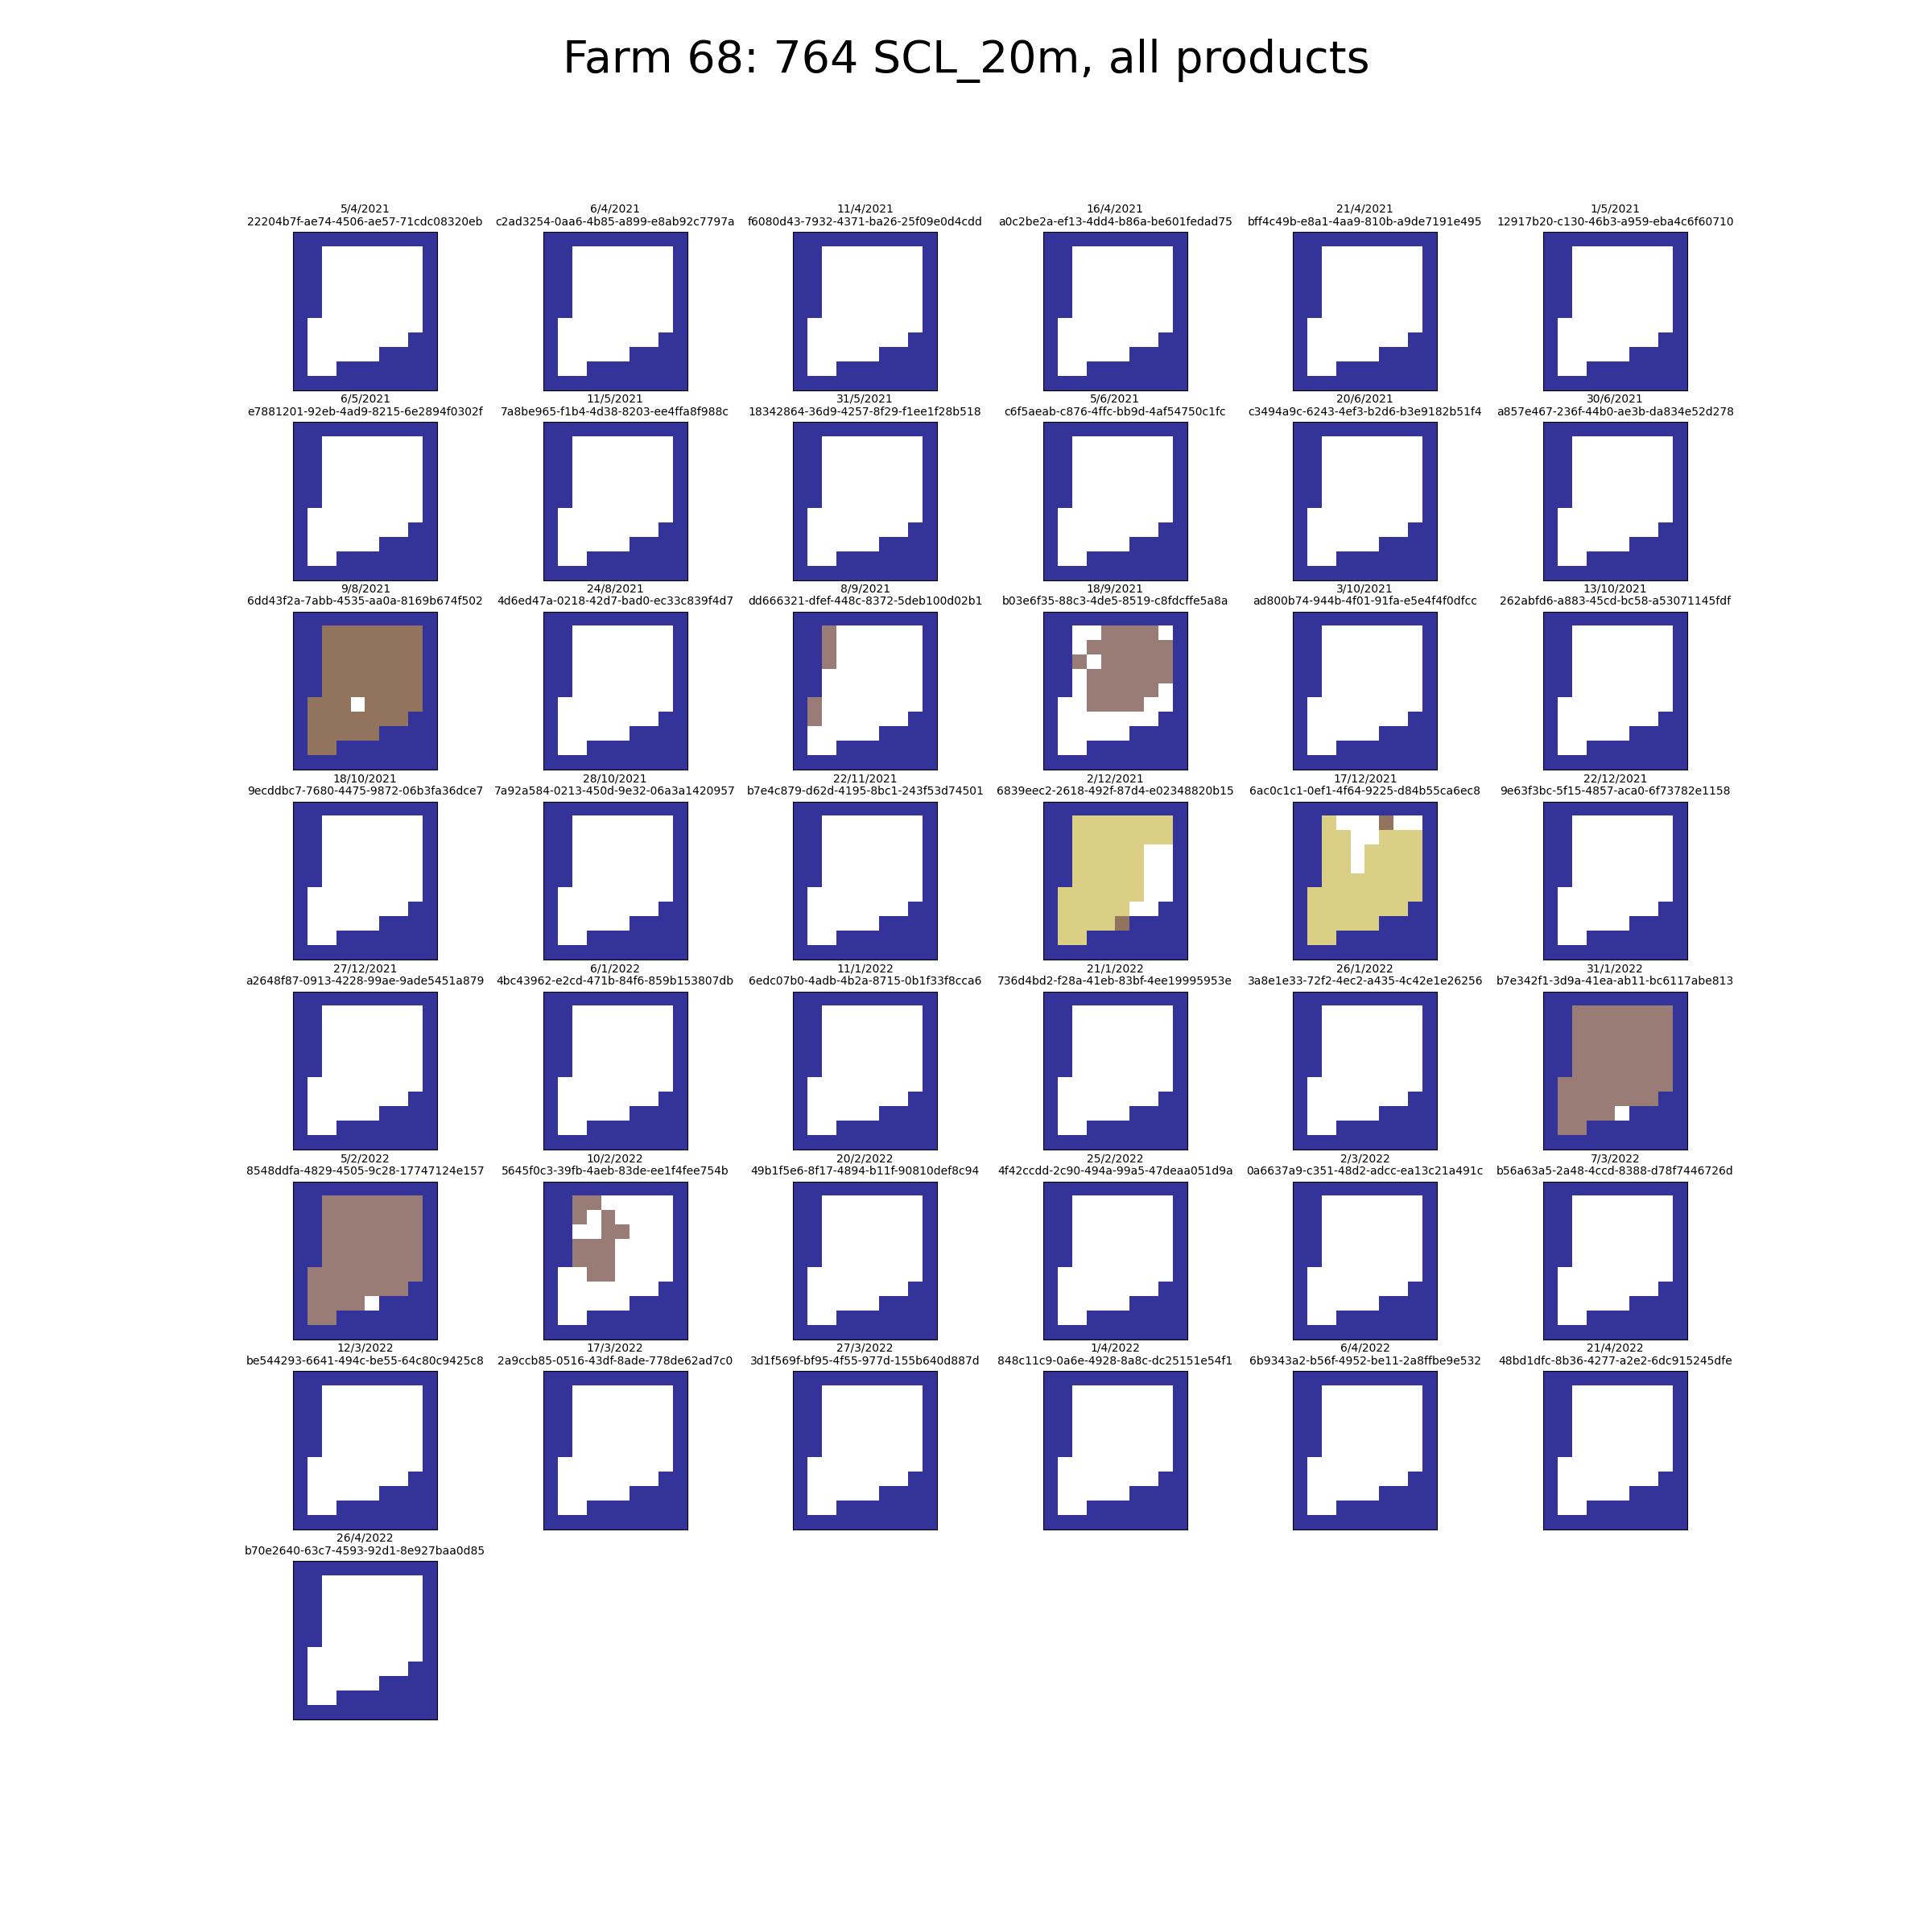 Farm 68: 764 SCL_20m, all products
5/4/2021
22204b7f-ae74-4506-ae57-71cdc08320eb
6/4/2021
c2ad3254-0aa6-4b85-a899-e8ab92c7797a
11/4/2021
f6080d43-7932-4371-ba26-25f09e0d4cdd
16/4/2021
a0c2be2a-ef13-4dd4-b86a-be601fedad75
21/4/2021
bff4c49b-e8a1-4aa9-810b-a9de7191e495
1/5/2021
12917b20-c130-46b3-a959-eba4c6f60710
6/5/2021
e7881201-92eb-4ad9-8215-6e2894f0302f
11/5/2021
7a8be965-f1b4-4d38-8203-ee4ffa8f988c
31/5/2021
18342864-36d9-4257-8f29-f1ee1f28b518
5/6/2021
c6f5aeab-c876-4ffc-bb9d-4af54750c1fc
20/6/2021
c3494a9c-6243-4ef3-b2d6-b3e9182b51f4
30/6/2021
a857e467-236f-44b0-ae3b-da834e52d278
9/8/2021
6dd43f2a-7abb-4535-aa0a-8169b674f502
24/8/2021
4d6ed47a-0218-42d7-bad0-ec33c839f4d7
8/9/2021
dd666321-dfef-448c-8372-5deb100d02b1
18/9/2021
b03e6f35-88c3-4de5-8519-c8fdcffe5a8a
3/10/2021
ad800b74-944b-4f01-91fa-e5e4f4f0dfcc
13/10/2021
262abfd6-a883-45cd-bc58-a53071145fdf
18/10/2021
9ecddbc7-7680-4475-9872-06b3fa36dce7
28/10/2021
7a92a584-0213-450d-9e32-06a3a1420957
22/11/2021
b7e4c879-d62d-4195-8bc1-243f53d74501
2/12/2021
6839eec2-2618-492f-87d4-e02348820b15
17/12/2021
6ac0c1c1-0ef1-4f64-9225-d84b55ca6ec8
22/12/2021
9e63f3bc-5f15-4857-aca0-6f73782e1158
27/12/2021
a2648f87-0913-4228-99ae-9ade5451a879
6/1/2022
4bc43962-e2cd-471b-84f6-859b153807db
11/1/2022
6edc07b0-4adb-4b2a-8715-0b1f33f8cca6
21/1/2022
736d4bd2-f28a-41eb-83bf-4ee19995953e
26/1/2022
3a8e1e33-72f2-4ec2-a435-4c42e1e26256
31/1/2022
b7e342f1-3d9a-41ea-ab11-bc6117abe813
5/2/2022
8548ddfa-4829-4505-9c28-17747124e157
10/2/2022
5645f0c3-39fb-4aeb-83de-ee1f4fee754b
20/2/2022
49b1f5e6-8f17-4894-b11f-90810def8c94
25/2/2022
4f42ccdd-2c90-494a-99a5-47deaa051d9a
2/3/2022
0a6637a9-c351-48d2-adcc-ea13c21a491c
7/3/2022
b56a63a5-2a48-4ccd-8388-d78f7446726d
12/3/2022
be544293-6641-494c-be55-64c80c9425c8
17/3/2022
2a9ccb85-0516-43df-8ade-778de62ad7c0
27/3/2022
3d1f569f-bf95-4f55-977d-155b640d887d
1/4/2022
848c11c9-0a6e-4928-8a8c-dc25151e54f1
6/4/2022
6b9343a2-b56f-4952-be11-2a8ffbe9e532
21/4/2022
48bd1dfc-8b36-4277-a2e2-6dc915245dfe
26/4/2022
b70e2640-63c7-4593-92d1-8e927baa0d85